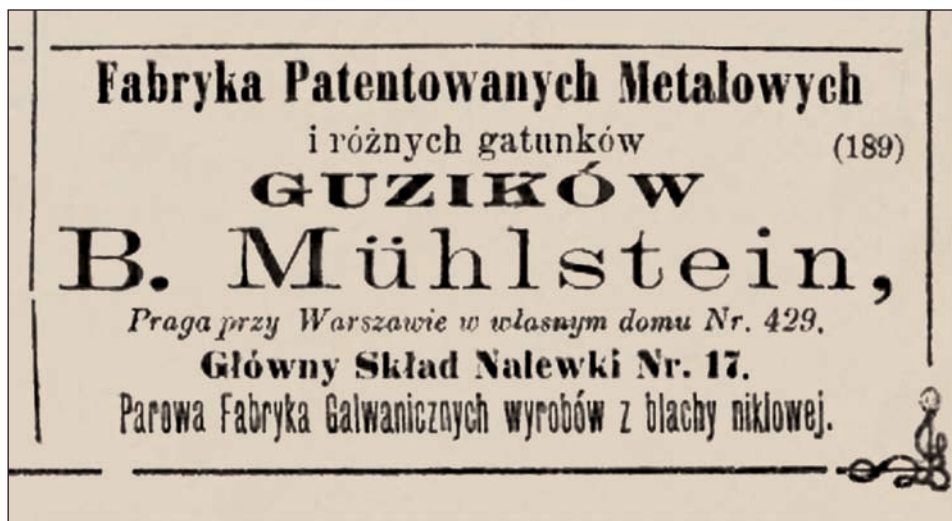 Fabryka Patentowanych Metalowych
i różnych gatunków (189)
GUZIKÓW
B. Mühlstein,
Praga przy Warszawie w własnym domu Nr. 429.
Główny Skład Nalewki Nr. 17.
Parowa Fabryka Galwanicznych wyrobów z blachy niklowej.